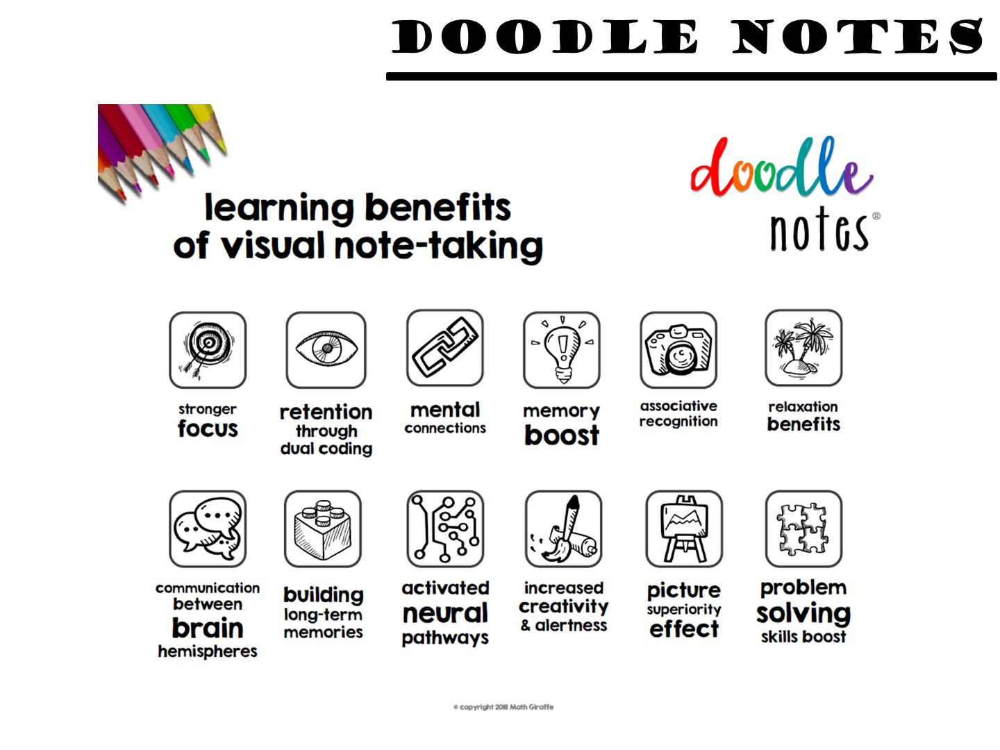 DOODLE NOTES
doodle
notes®
learning benefits
of visual note-taking
stronger
focus
retention
through
dual coding
mental
connections
memory
boost
associative
recognition
relaxation
benefits
communication
between
brain
hemispheres
building
long-term
memories
activated
neural
pathways
increased
creativity
& alertness
picture
superiority
effect
problem
solving
skills boost
© copyright 2018 Math Giraffe